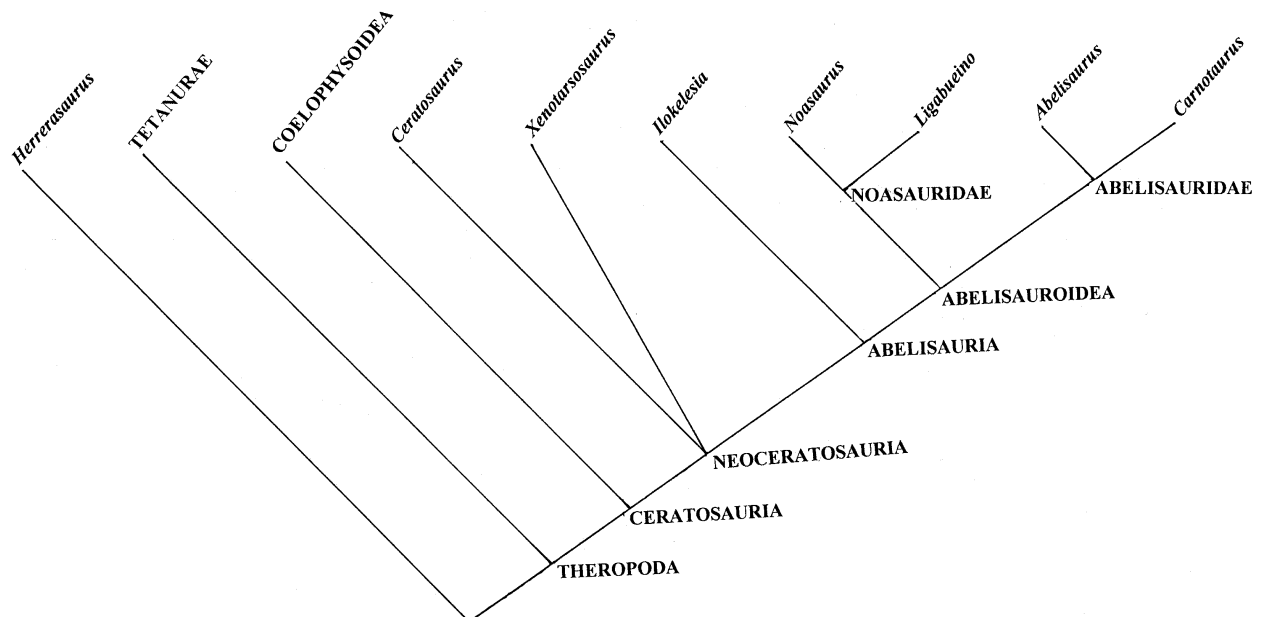 Herrerasaurus
TETANURAE
COELOPHYSOIDEA
Ceratosaurus
Xenotarsosaurus
Ilokelesia
Noasaurus
Ligabueino
Abelisaurus
Carnotaurus
NOASAURIDAE
ABELISAURIDAE
ABELISAUROIDEA
ABELISAURIA
NEOCERATOSAURIA
CERATOSAURIA
THEROPODA